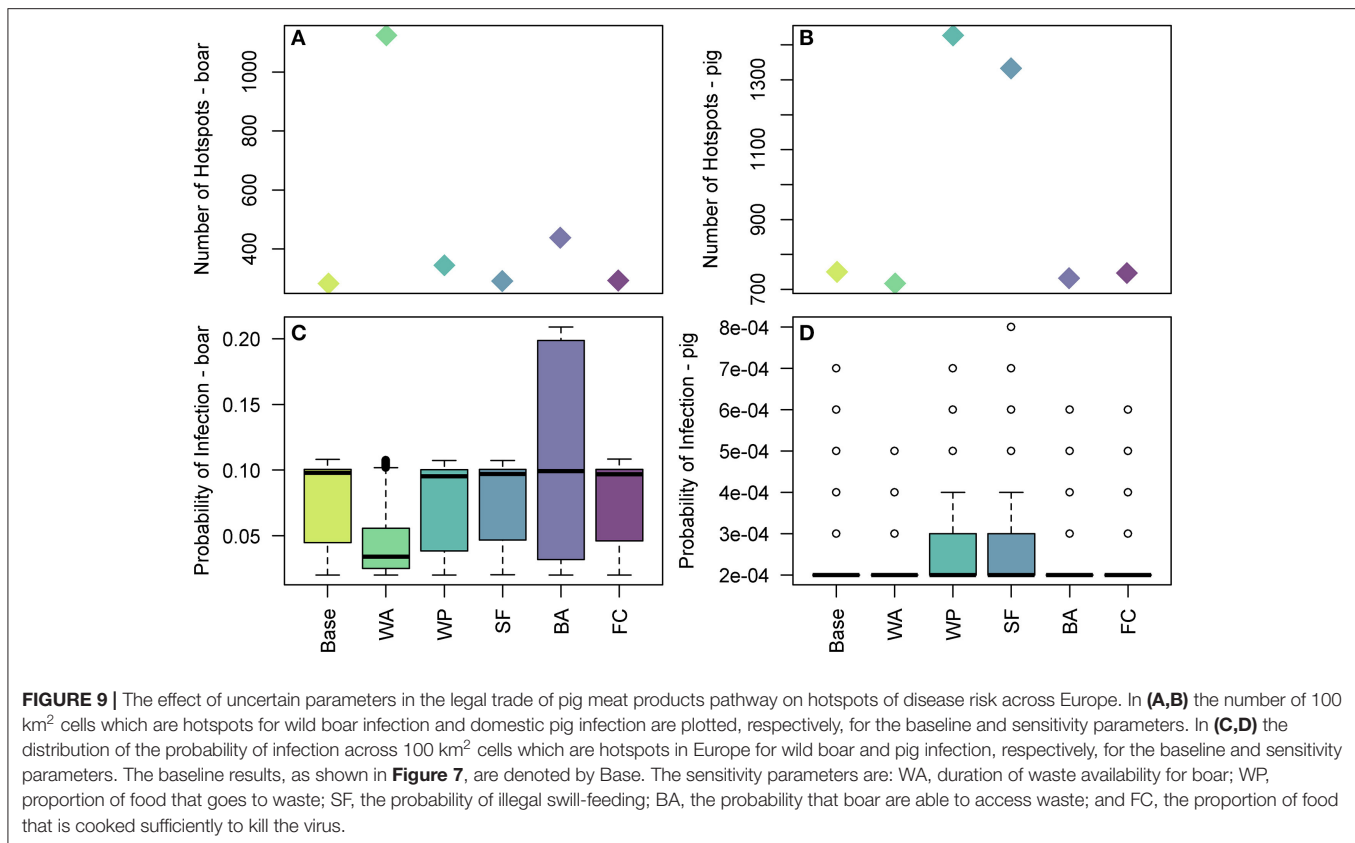 A
Number of Hotspots - boar
1000
800
600
400
B
Number of Hotspots - pig
1300
1100
900
700
C
Probability of Infection - boar
0.20
0.15
0.10
0.05
Base
WA
WP
SF
BA
FC
D
Probability of Infection - pig
8e-04
7e-04
6e-04
5e-04
4e-04
3e-04
2e-04
Base
WA
WP
SF
BA
FC
FIGURE 9 | The effect of uncertain parameters in the legal trade of pig meat products pathway on hotspots of disease risk across Europe. In (A,B) the number of 100
km² cells which are hotspots for wild boar infection and domestic pig infection are plotted, respectively, for the baseline and sensitivity parameters. In (C,D) the
distribution of the probability of infection across 100 km² cells which are hotspots in Europe for wild boar and pig infection, respectively, for the baseline and sensitivity
parameters. The baseline results, as shown in Figure 7, are denoted by Base. The sensitivity parameters are: WA, duration of waste availability for boar; WP,
proportion of food that goes to waste; SF, the probability of illegal swill-feeding; BA, the probability that boar are able to access waste; and FC, the proportion of food
that is cooked sufficiently to kill the virus.